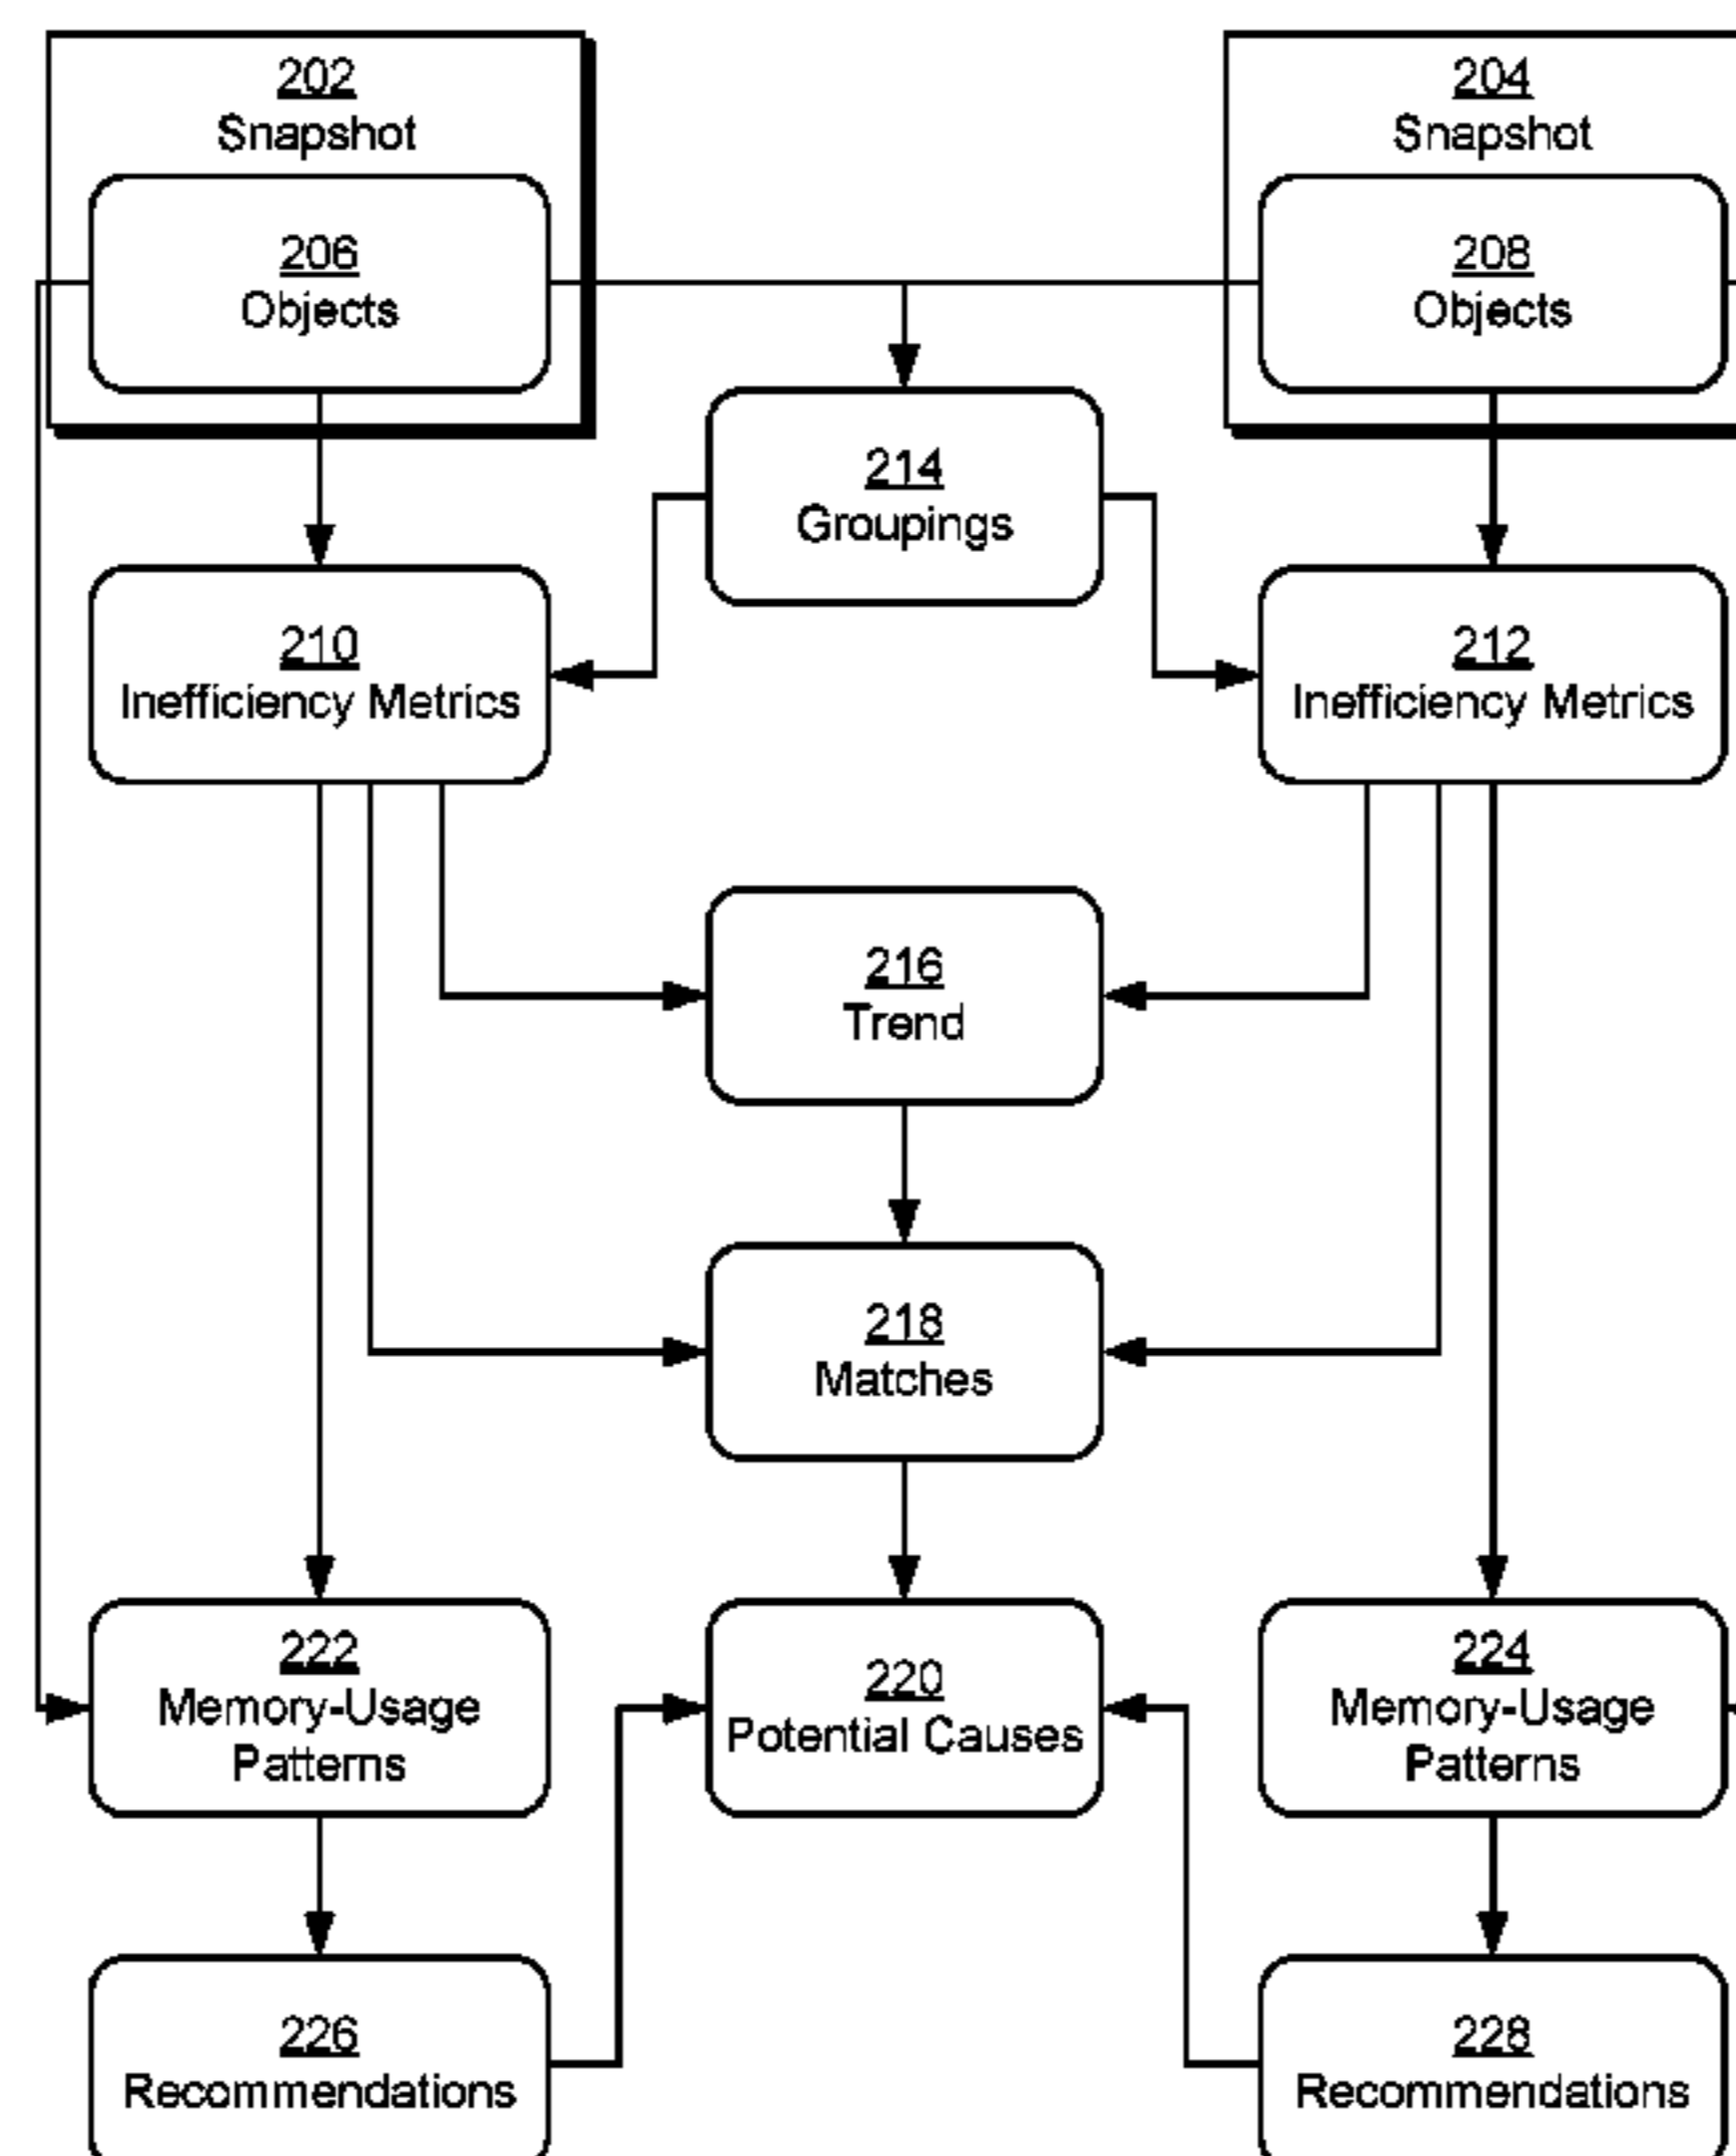 202
Snapshot
204
Snapshot
206
Objects
208
Objects
214
Groupings
210
Inefficiency Metrics
212
Inefficiency Metrics
216
Trend
218
Matches
222
Memory-Usage
Patterns
220
Potential Causes
224
Memory-Usage
Patterns
226
Recommendations
228
Recommendations